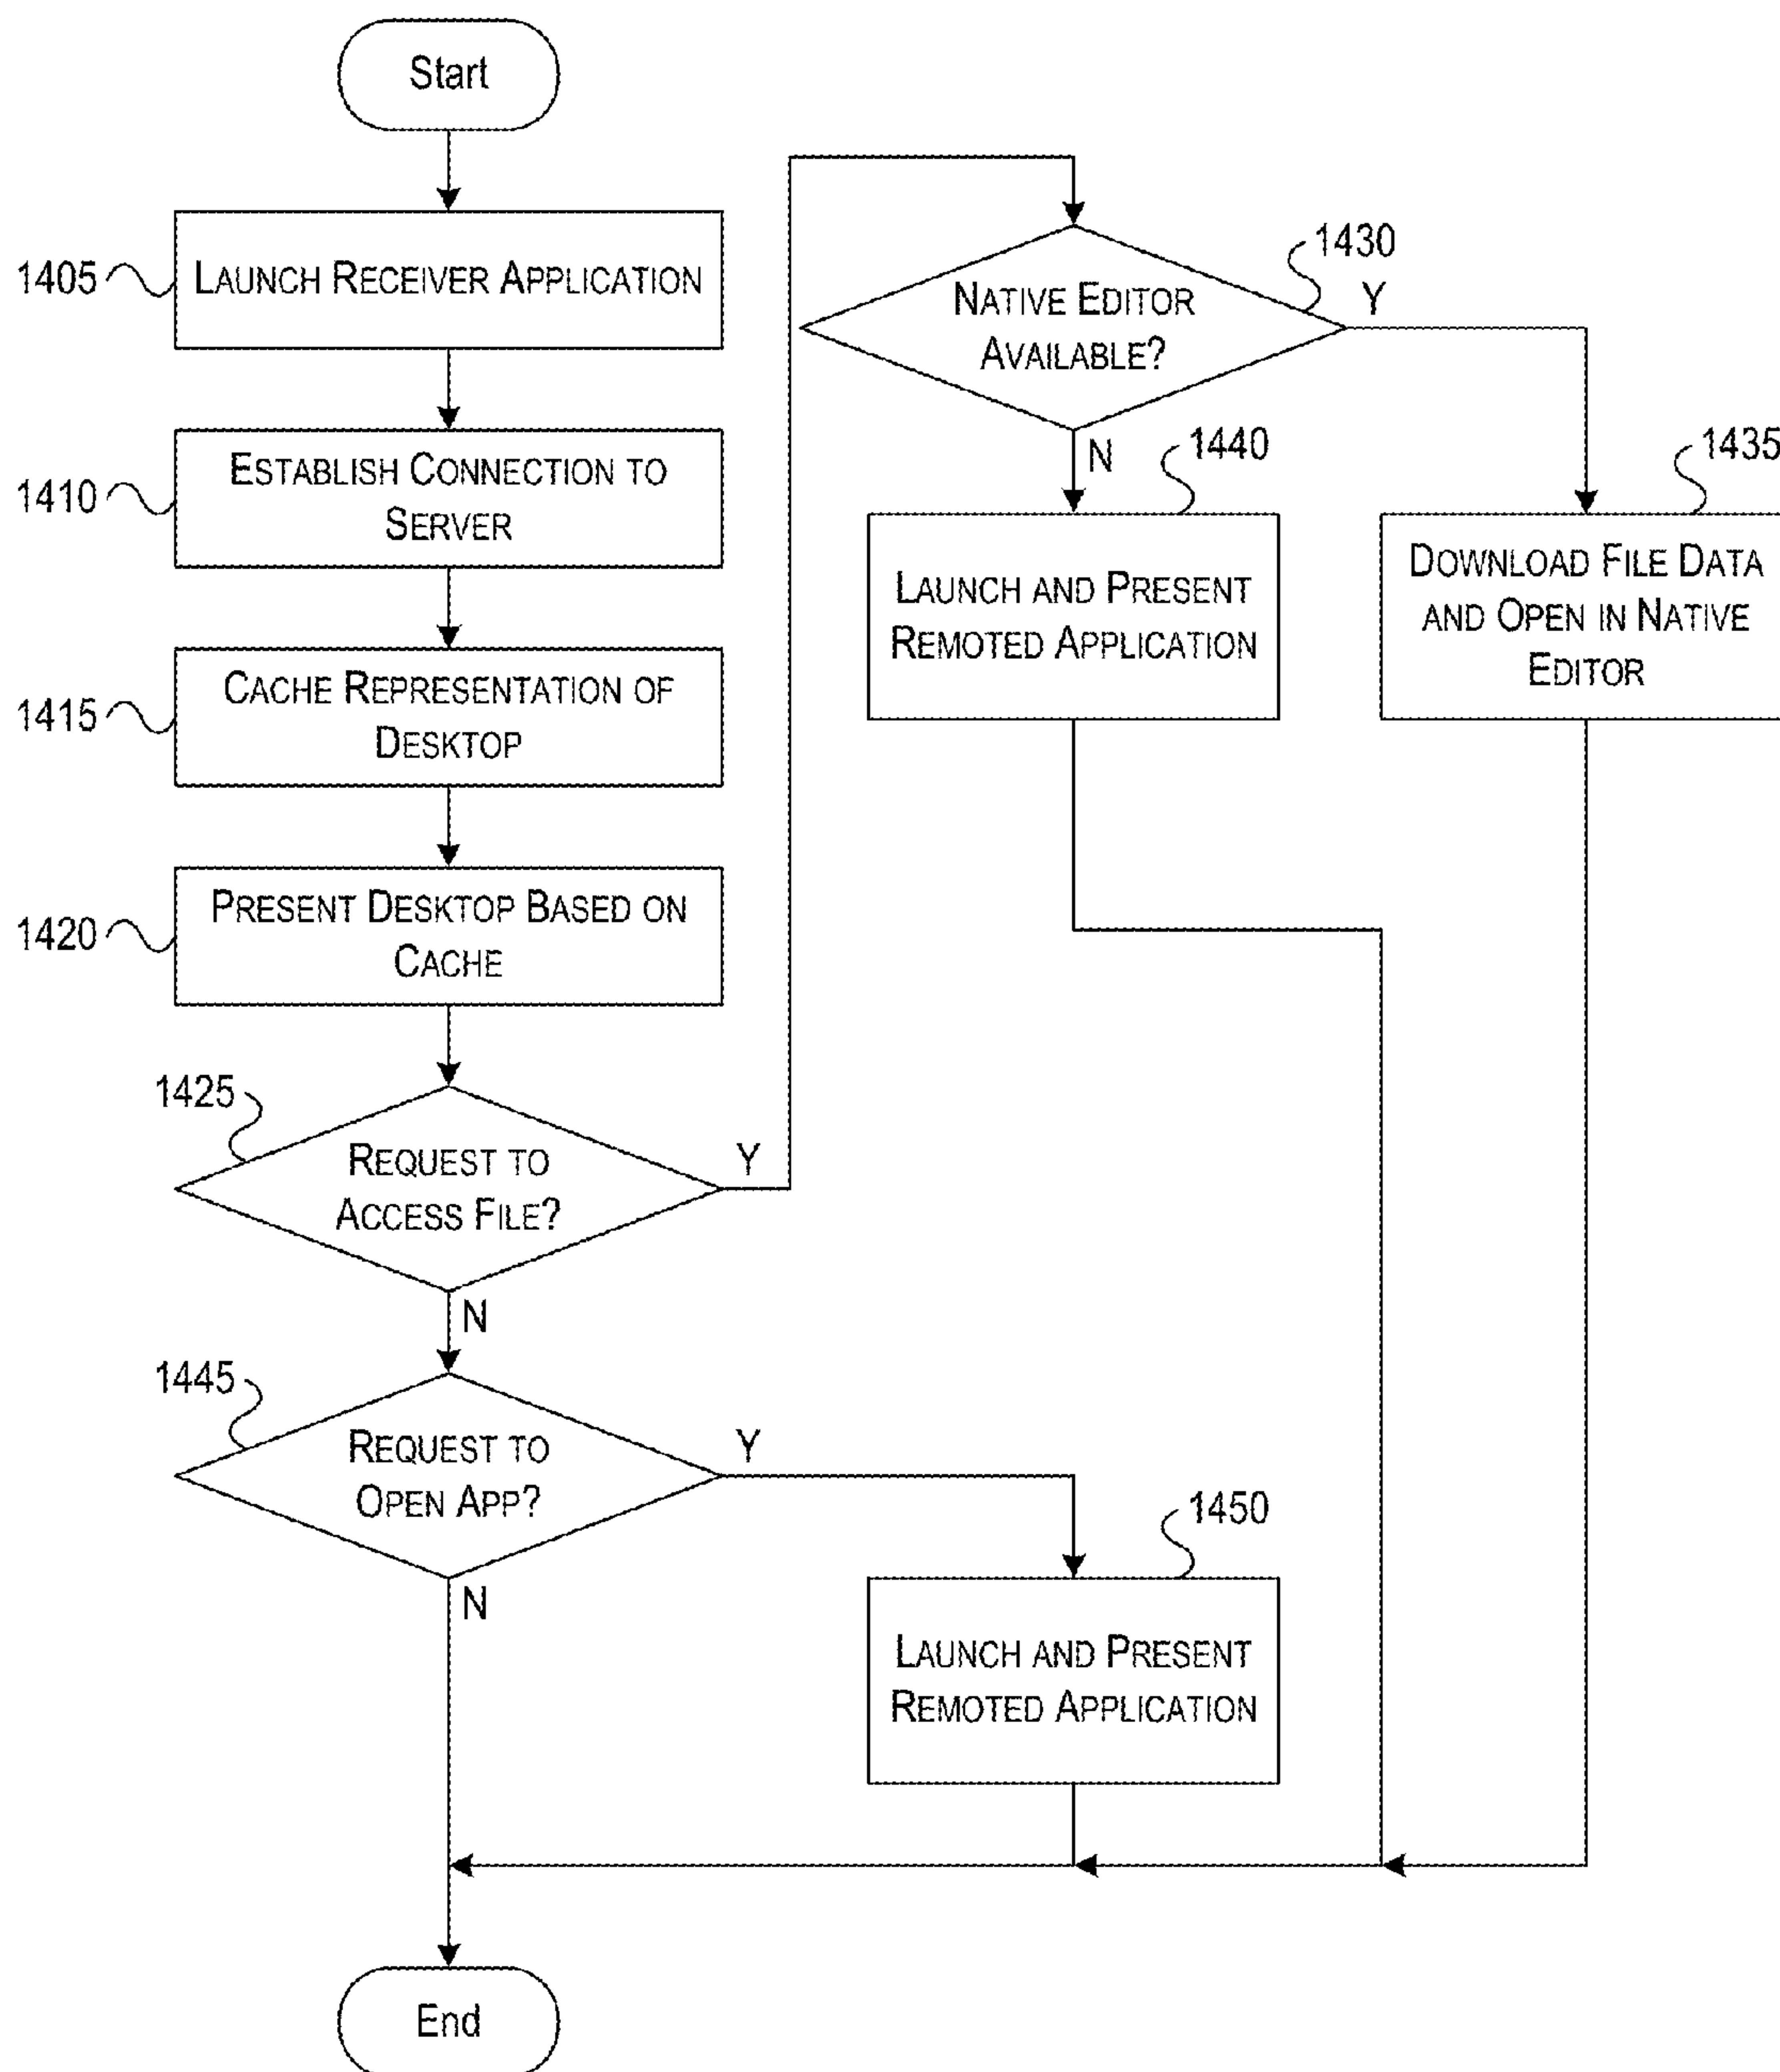 Start
1405
LAUNCH RECEIVER APPLICATION
1410
ESTABLISH CONNECTION TO
SERVER
1415
CACHE REPRESENTATION OF
DESKTOP
1420
PRESENT DESKTOP BASED ON
CACHE
1425
REQUEST TO
ACCESS FILE?
Y
N
1430
NATIVE EDITOR
AVAILABLE?
Y
N
1440
LAUNCH AND PRESENT
REMOTED APPLICATION
1435
DOWNLOAD FILE DATA
AND OPEN IN NATIVE
EDITOR
1445
REQUEST TO
OPEN APP?
Y
N
1450
LAUNCH AND PRESENT
REMOTED APPLICATION
End